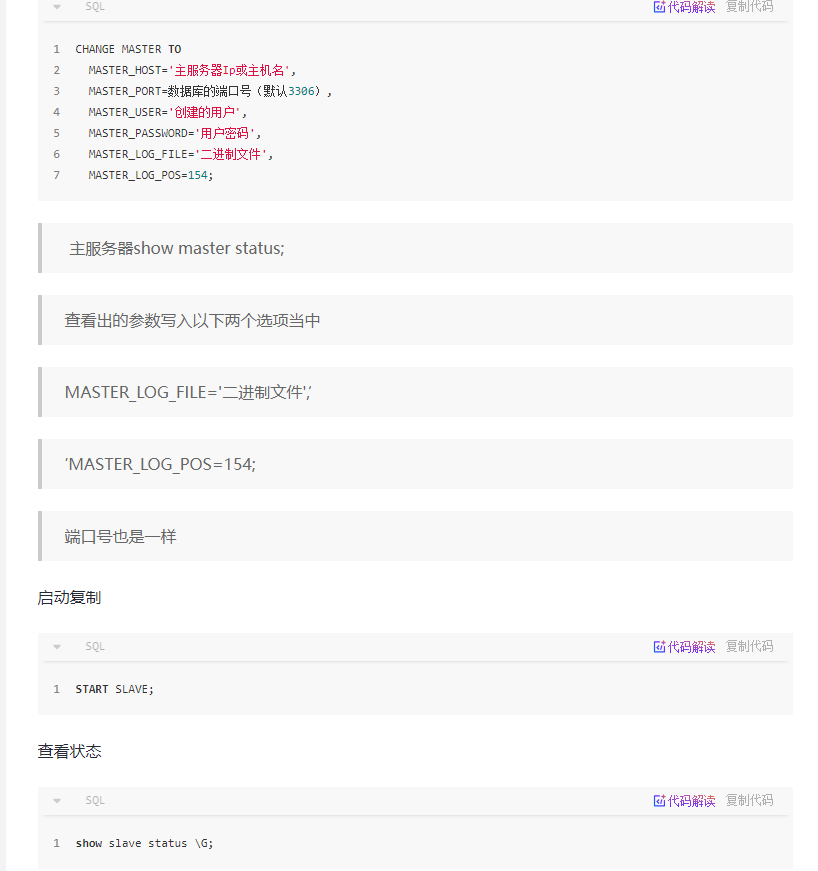 SQL 代码解读 复制代码
1 CHANGE MASTER TO
2 MASTER_HOST='主服务器Ip或主机名',
3 MASTER_PORT=数据库的端口号（默认3306）,
4 MASTER_USER='创建的用户',
5 MASTER_PASSWORD='用户密码',
6 MASTER_LOG_FILE='二进制文件',
7 MASTER_LOG_POS=154;
主服务器show master status;
查看出的参数写入以下两个选项当中
MASTER_LOG_FILE='二进制文件',‘
‘MASTER_LOG_POS=154;
端口号也是一样
启动复制
SQL 代码解读 复制代码
1 START SLAVE;
查看状态
SQL 代码解读 复制代码
1 show slave status \G;